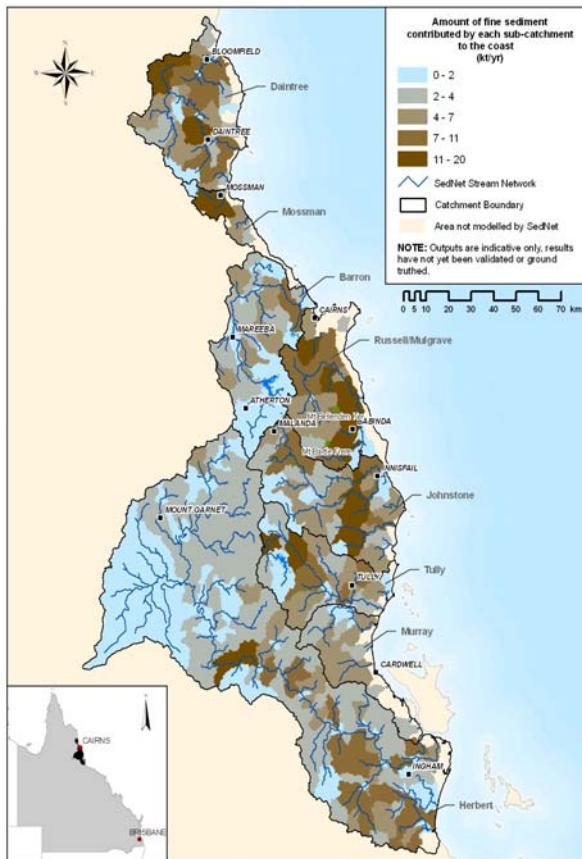 Amount of fine sediment
contributed by each sub-catchment
to the coast
(kt/yr)
0 - 2
2 - 4
4 - 7
7 - 11
11 - 20
SedNet Stream Network
Catchment Boundary
Area not modelled by SedNet
NOTE: Outputs are indicative only, results
have not yet been validated or ground
truthed.
0 5 10 20 30 40 50 60 70
km
BLOOMFIELD
Daintree
DAINTREE
MOSSMAN
Mossman
Barron
CAIRNS
MAREEBA
Russell/Mulgrave
ATHERTON
BABINDA
MALANDA
INNISFAIL
Johnstone
MOUNT GARNET
Tully
TULLY
Murray
CARDWELL
INGHAM
Herbert
CAIRNS
BRISBANE